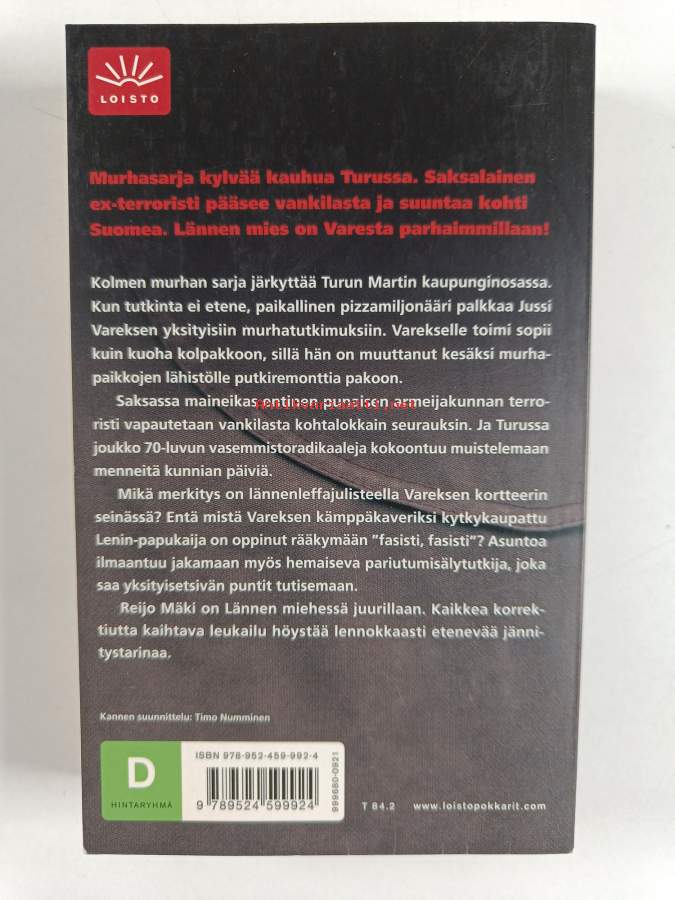 LOISTO
Murhasarja kylvää kauhua Turussa. Saksalainen
ex-terroristi pääsee vankilasta ja suuntaa kohti
Suomea. Lännen mies on Varesta parhaimmillaan!
Kolmen murhan sarja järkyttää Turun Martin kaupunginosassa.
Kun tutkinta ei etene, paikallinen pizzamiljonääri palkkaa Jussi
Vareksen yksityisiin murhatutkimuksiin. Varekselle toimi sopii
kuin kuoha kolpakkoon, sillä hän on muuttanut kesäksi murha-
paikkojen lähistölle putkiremonttia pakoon.
Saksassa maineikas entinen punaisen armeijakunnan terro-
risti vapautetaan vankilasta kohtalokkain seurauksin. Ja Turussa
joukko 70-luvun vasemmistoradikaaleja kokoontuu muistelemaan
menneitä kunnian päiviä.
Mikä merkitys on lännenleffajulisteella Vareksen kortteerin
seinässä? Entä mistä Vareksen kämppäkaveriksi kytkykaupattu
Lenin-papukaija on oppinut rääkymään ”fasisti, fasisti”? Asuntoa
ilmaantuu jakamaan myös hemaiseva pariutumisälytutkija, joka
saa yksityisetsivän puntit tutisemaan.
Reijo Mäki on Lännen miehessä juurillaan. Kaikkea korrek-
tiutta kaihtava leukailu höystää lennokkaasti etenevää jänni-
tystarinaa.
Kannen suunnittelu: Timo Numminen
D
HINTARYHMÄ
ISBN 978-952-459-992-4
9 789524 599924
999680-0921
T 84.2
www.loistopokkarit.com